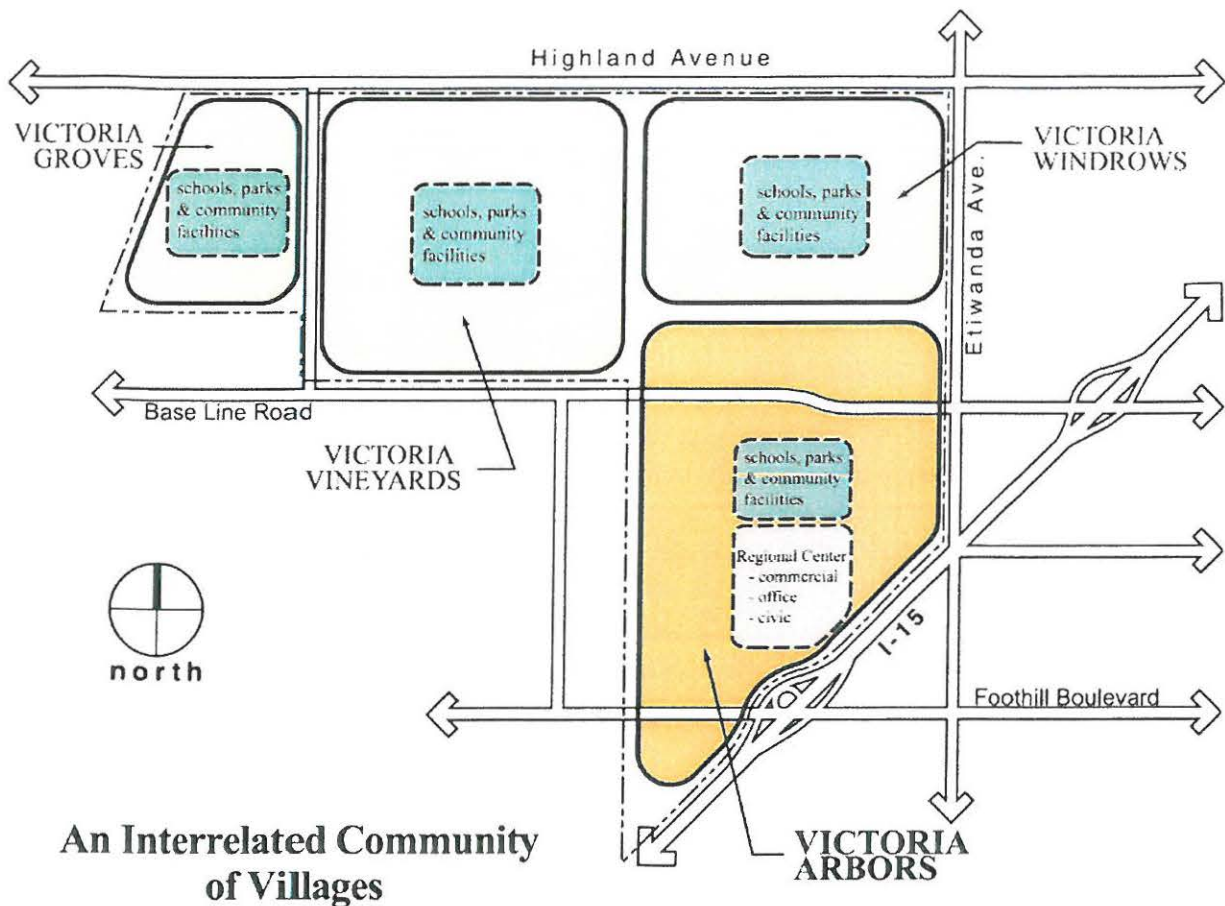 Highland Avenue
VICTORIA
GROVES
VICTORIA
WINDROWS
schools, parks
& community
facilities
schools, parks
& community
facilities
schools, parks
& community
facilities
Etiwanda Ave.
Base Line Road
VICTORIA
VINEYARDS
schools, parks
& community
facilities
Regional Center
- commercial
- office
- civic
I-15
north
Foothill Boulevard
An Interrelated Community
of Villages
VICTORIA
ARBORS